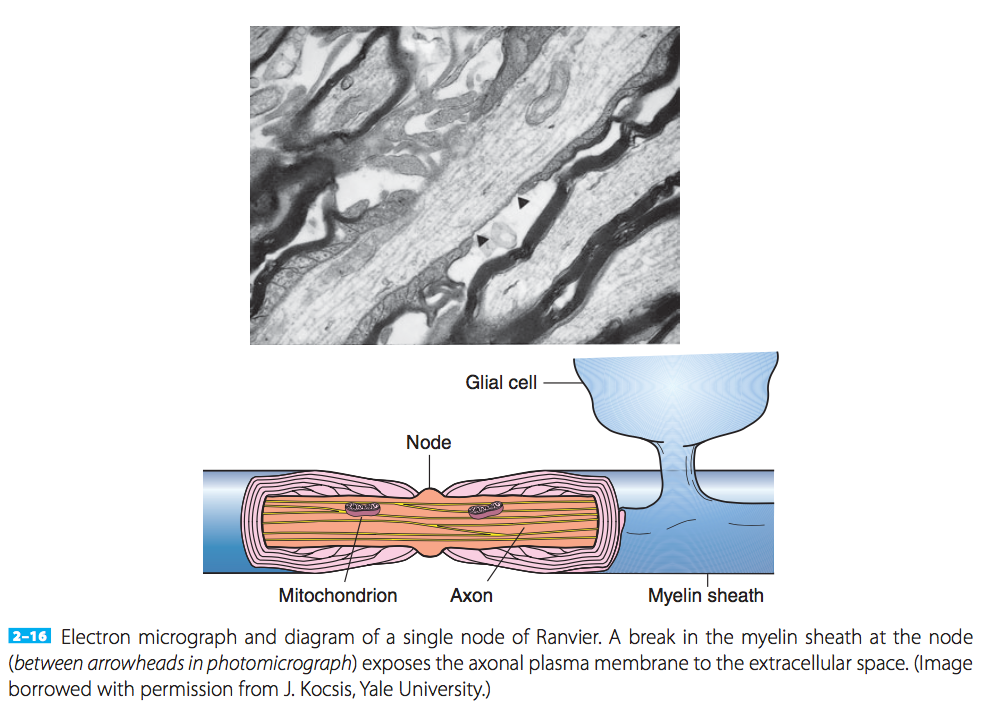 Glial cell
Node
Mitochondrion
Axon
Myelin sheath
2–16 Electron micrograph and diagram of a single node of Ranvier. A break in the myelin sheath at the node
(between arrowheads in photomicrograph) exposes the axonal plasma membrane to the extracellular space. (Image
borrowed with permission from J. Kocsis, Yale University.)